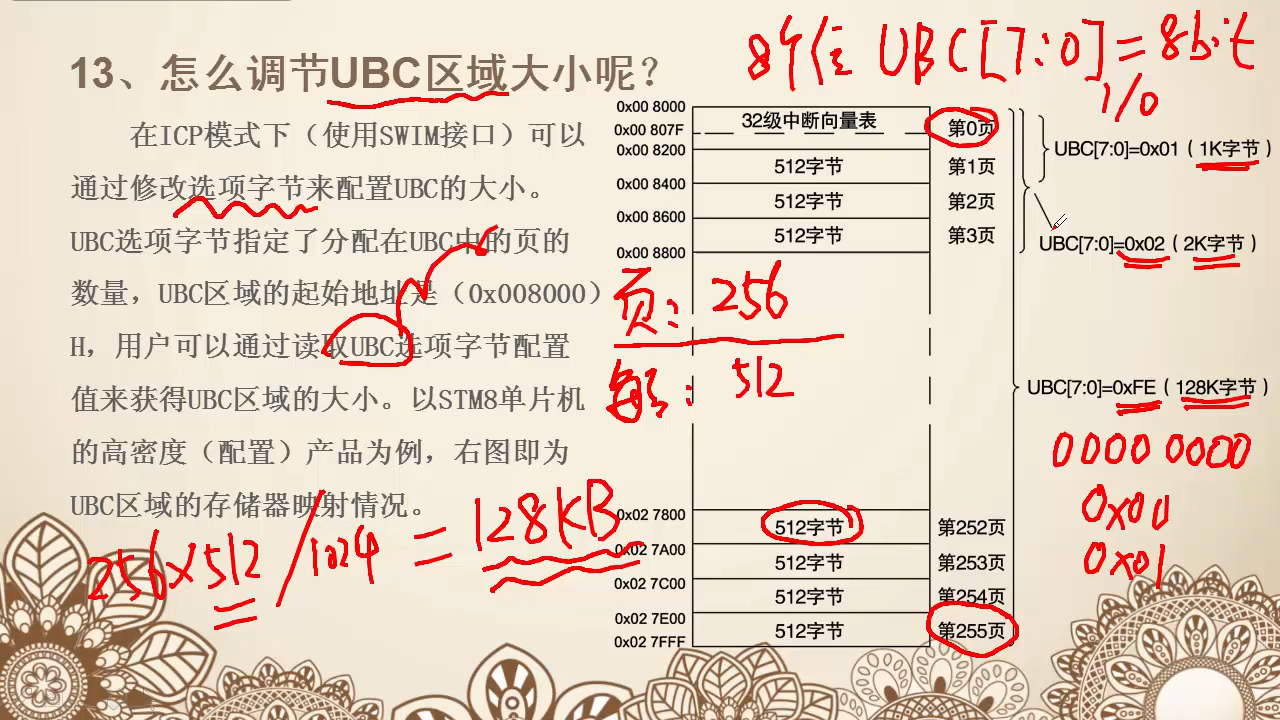 13、怎么调节UBC区域大小呢？
在ICP模式下（使用SWIM接口）可以
通过修改选项字节来配置UBC的大小。
UBC选项字节指定了分配在UBC中的页的
数量，UBC区域的起始地址是（0x008000）
H，用户可以通过读取UBC选项字节配置
值来获得UBC区域的大小。以STM8单片机
的高密度（配置）产品为例，右图即为
UBC区域的存储器映射情况。
256×512/1024=128KB
8个位 UBC[7:0]=8bit
1/0
0x00 8000
32级中断向量表 第0页
0x00 807F
0x00 8200
512字节 第1页
0x00 8400
512字节 第2页
0x00 8600
512字节 第3页
0x00 8800
页：256
512
0x02 7800
512字节 第252页
0x02 7A00
512字节 第253页
0x02 7C00
512字节 第254页
0x02 7E00
512字节 第255页
0x02 7FFF
UBC[7:0]=0x01（1K字节）
UBC[7:0]=0x02（2K字节）
UBC[7:0]=0xFE（128K字节）
0000 0000
0x00
0x01